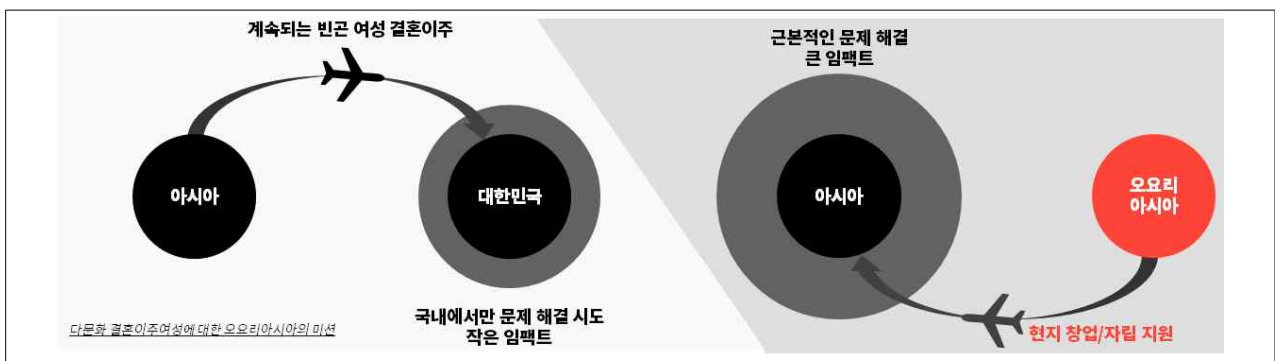 계속되는 빈곤 여성 결혼이주
아시아
대한민국
국내에서만 문제 해결 시도
작은 임팩트
다문화 결혼이주여성에 대한 오요리아시아의 미션
근본적인 문제 해결
큰 임팩트
아시아
오요리
아시아
현지 창업/자립 지원